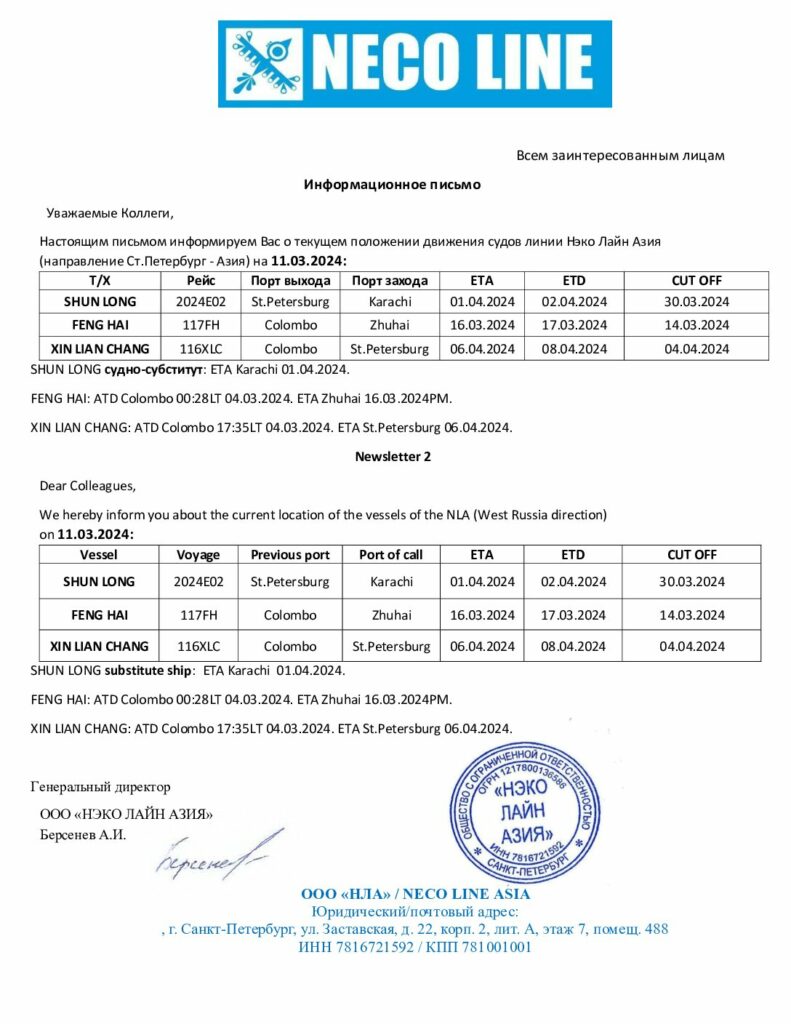 NECO LINE
Всем заинтересованным лицам
Информационное письмо
Уважаемые Коллеги,
Настоящим письмом информируем Вас о текущем положении движения судов линии Нэко Лайн Азия
(направление Ст.Петербург - Азия) на 11.03.2024:
Т/Х Рейс Порт выхода Порт захода ETA ETD CUT OFF
SHUN LONG 2024E02 St.Petersburg Karachi 01.04.2024 02.04.2024 30.03.2024
FENG HAI 117FH Colombo Zhuhai 16.03.2024 17.03.2024 14.03.2024
XIN LIAN CHANG 116XLC Colombo St.Petersburg 06.04.2024 08.04.2024 04.04.2024
SHUN LONG судно-субститут: ETA Karachi 01.04.2024.
FENG HAI: ATD Colombo 00:28LT 04.03.2024. ETA Zhuhai 16.03.2024PM.
XIN LIAN CHANG: ATD Colombo 17:35LT 04.03.2024. ETA St.Petersburg 06.04.2024.
Newsletter 2
Dear Colleagues,
We hereby inform you about the current location of the vessels of the NLA (West Russia direction)
on 11.03.2024:
Vessel Voyage Previous port Port of call ETA ETD CUT OFF
SHUN LONG 2024E02 St.Petersburg Karachi 01.04.2024 02.04.2024 30.03.2024
FENG HAI 117FH Colombo Zhuhai 16.03.2024 17.03.2024 14.03.2024
XIN LIAN CHANG 116XLC Colombo St.Petersburg 06.04.2024 08.04.2024 04.04.2024
SHUN LONG substitute ship: ETA Karachi 01.04.2024.
FENG HAI: ATD Colombo 00:28LT 04.03.2024. ETA Zhuhai 16.03.2024PM.
XIN LIAN CHANG: ATD Colombo 17:35LT 04.03.2024. ETA St.Petersburg 06.04.2024.
Генеральный директор
ООО «НЭКО ЛАЙН АЗИЯ»
Берсенев А.И.
Берсенев
ОБЩЕСТВО С ОГРАНИЧЕННОЙ ОТВЕТСТВЕННОСТЬЮ
ОГРН 1217800136586
«НЭКО
ЛАЙН
АЗИЯ»
ИНН 7816721592
* САНКТ-ПЕТЕРБУРГ *
ООО «НЛА» / NECO LINE ASIA
Юридический/почтовый адрес:
, г. Санкт-Петербург, ул. Заставская, д. 22, корп. 2, лит. А, этаж 7, помещ. 488
ИНН 7816721592 / КПП 781001001